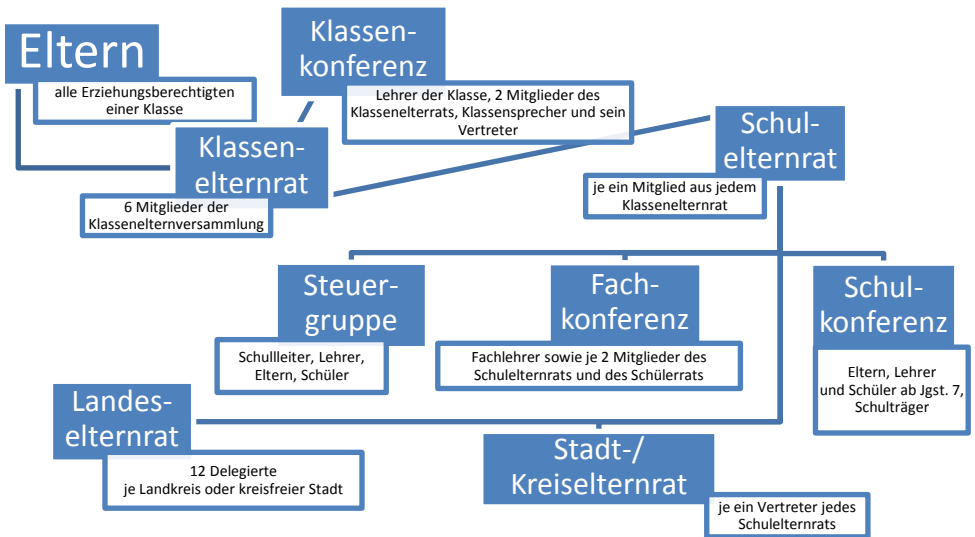 Eltern
alle Erziehungsberechtigten
einer Klasse
Klassen-
konferenz
Lehrer der Klasse, 2 Mitglieder des
Klassenelterrats, Klassensprecher und sein
Vertreter
Klassen-
elternrat
6 Mitglieder der
Klassenelternversammlung
Schul-
elternrat
je ein Mitglied aus jedem
Klassenelternrat
Steuer-
gruppe
Schullleiter, Lehrer,
Eltern, Schüler
Fach-
konferenz
Fachlehrer sowie je 2 Mitglieder des
Schulelternrats und des Schülerrats
Schul-
konferenz
Eltern, Lehrer
und Schüler ab Jgst. 7,
Schulträger
Landes-
elternrat
12 Delegierte
je Landkreis oder kreisfreier Stadt
Stadt-/
Kreiselternrat
je ein Vertreter jedes
Schulelternrats